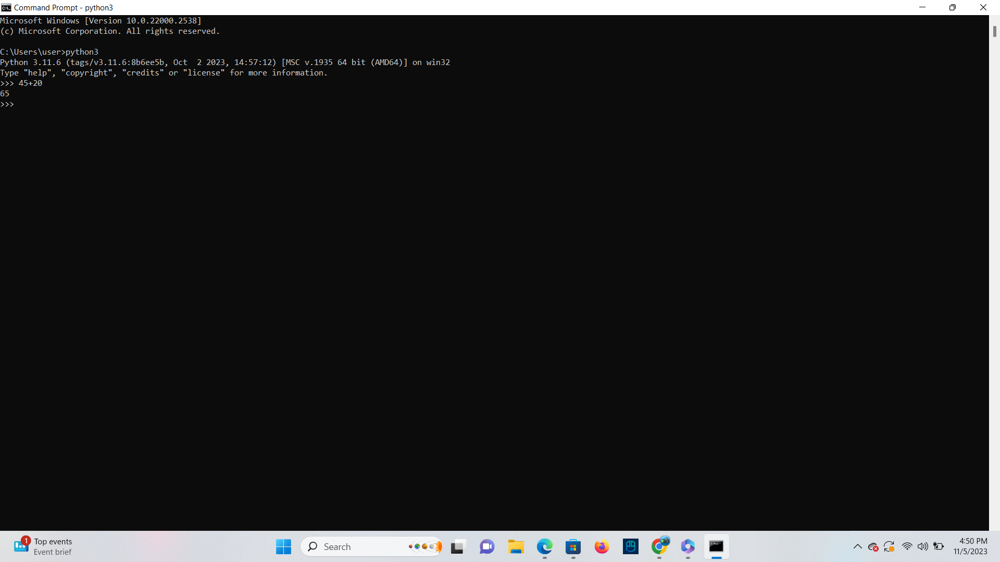 Command Prompt - python3
Microsoft Windows [Version 10.0.22000.2538]
(c) Microsoft Corporation. All rights reserved.
C:\Users\user>python3
Python 3.11.6 (tags/v3.11.6:8b6ee5b, Oct  2 2023, 14:57:12) [MSC v.1935 64 bit (AMD64)] on win32
Type "help", "copyright", "credits" or "license" for more information.
>>> 45+20
65
>>>
1
Top events
Event brief
Search
4:50 PM
11/5/2023